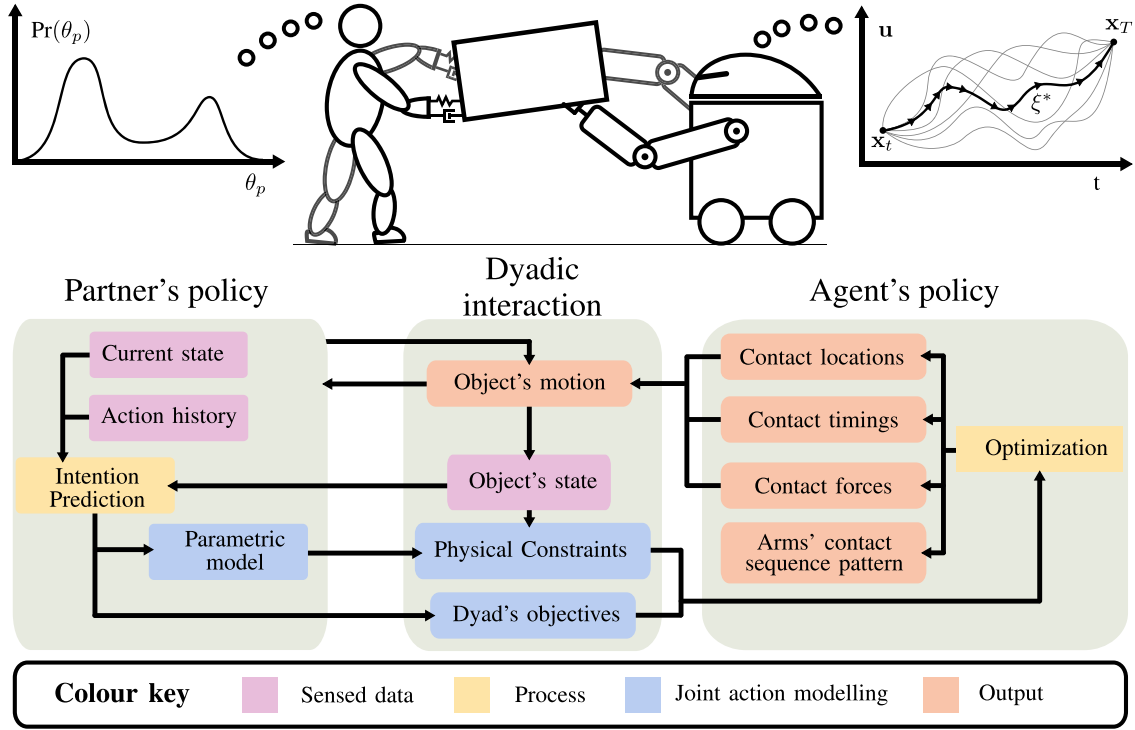 Pr(θₚ)
θₚ
u
x_T
ξ*
x_t
t
Partner's policy
Dyadic
interaction
Agent's policy
Current state
Action history
Intention
Prediction
Parametric
model
Object's motion
Object's state
Physical Constraints
Dyad's objectives
Contact locations
Contact timings
Contact forces
Arms' contact
sequence pattern
Optimization
Colour key
Sensed data
Process
Joint action modelling
Output